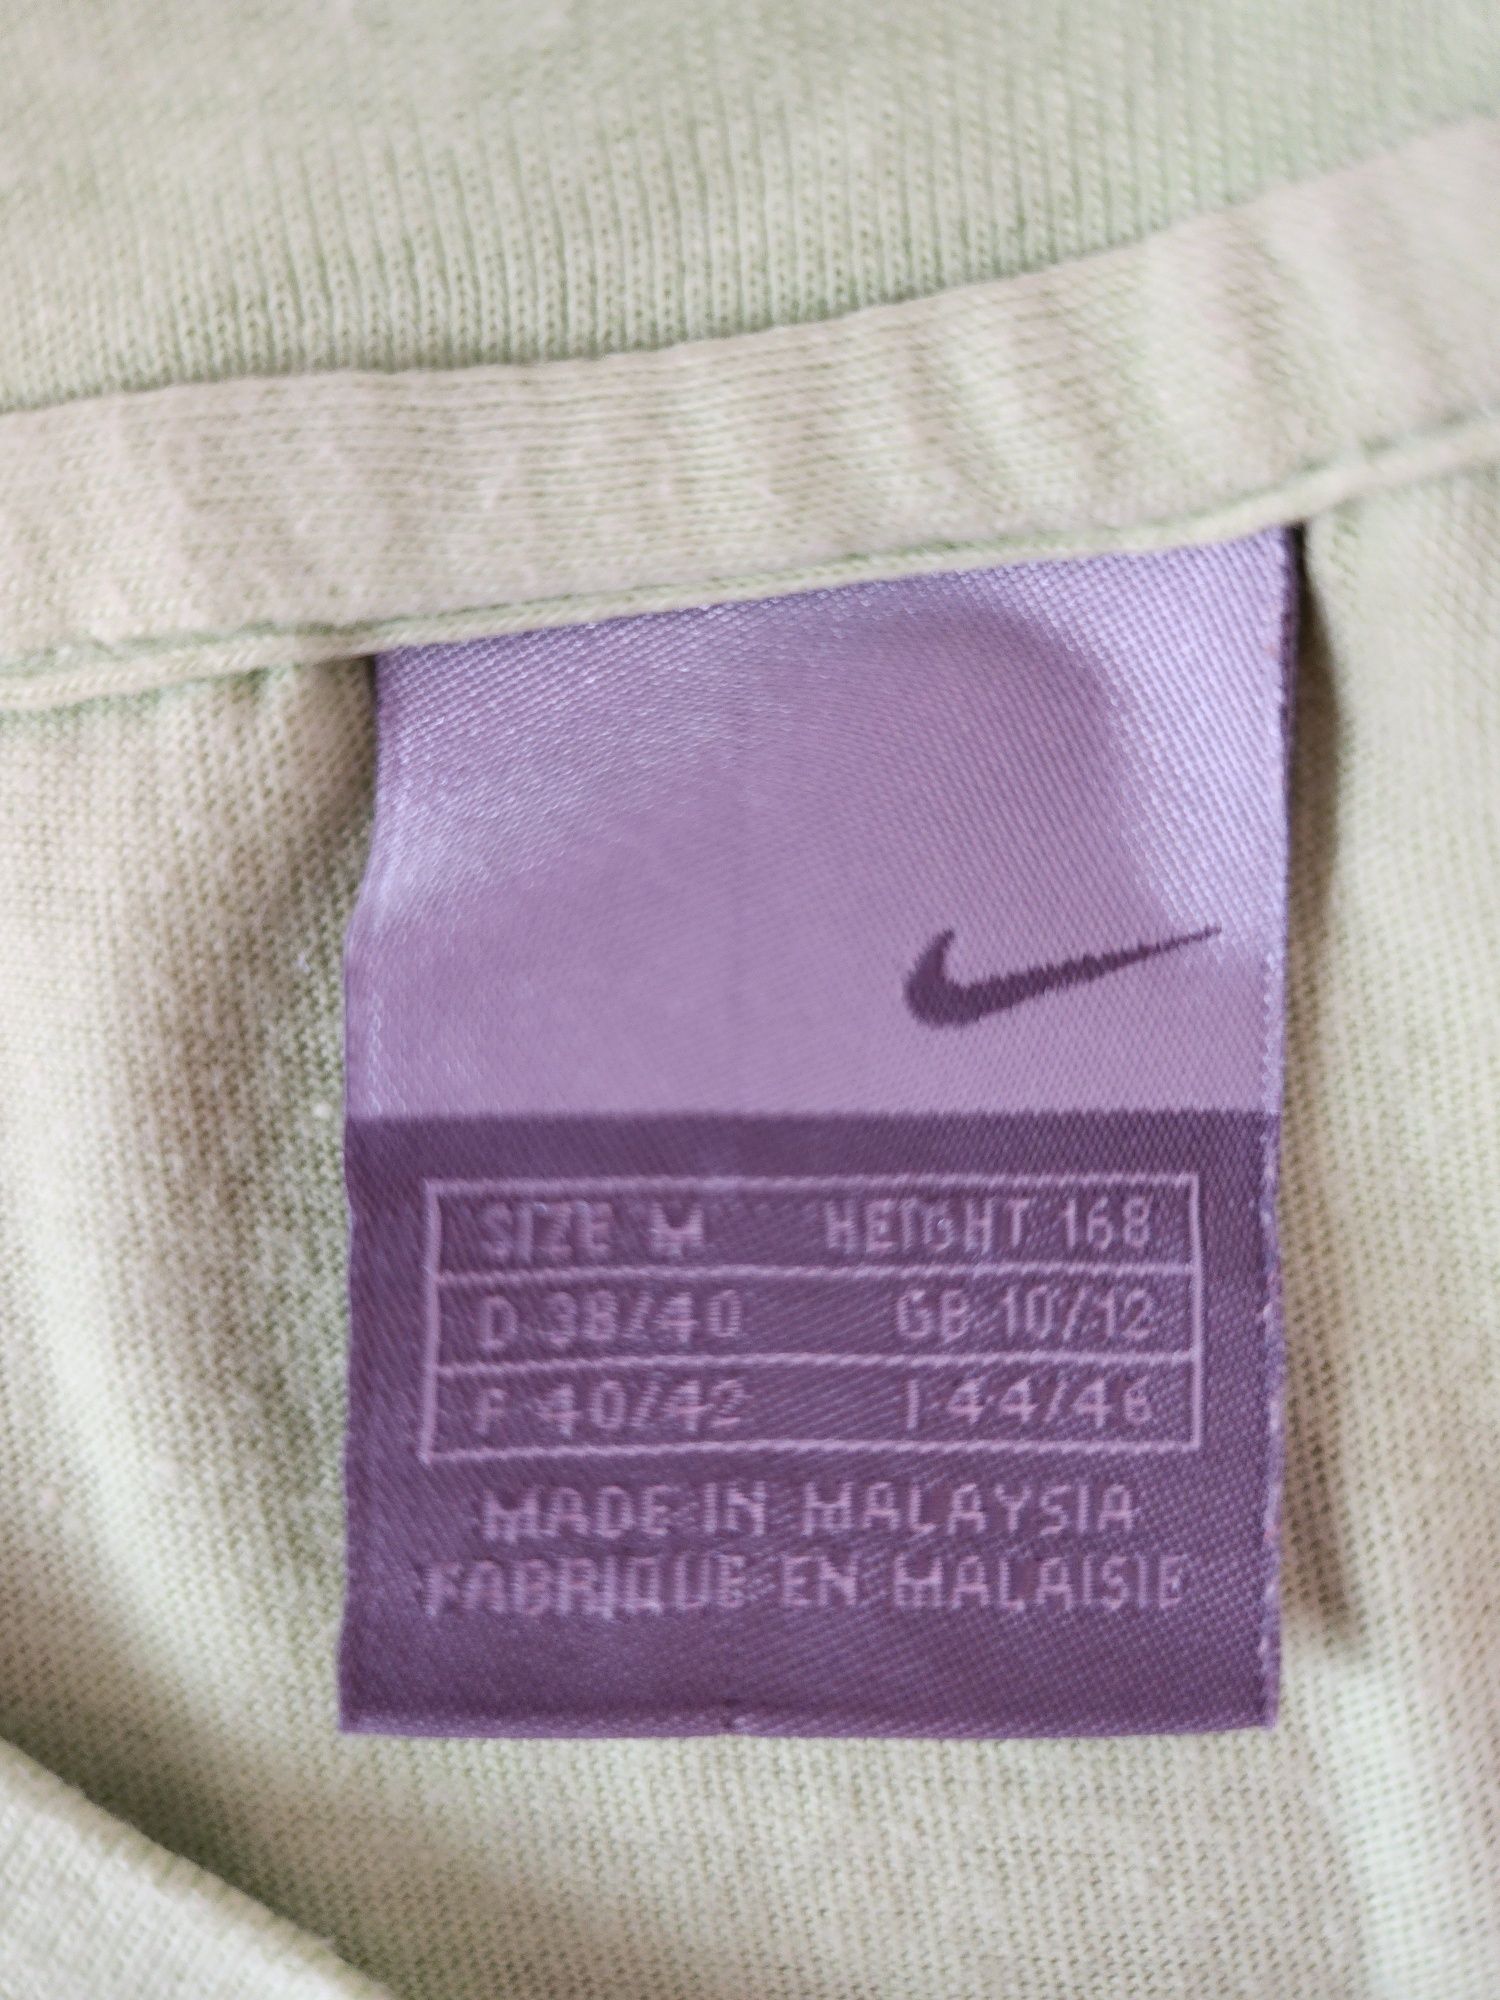 SIZE M HEIGHT 168
D 38/40 GB 10/12
F 40/42 I 44/46
MADE IN MALAYSIA
FABRIQUE EN MALAISIE